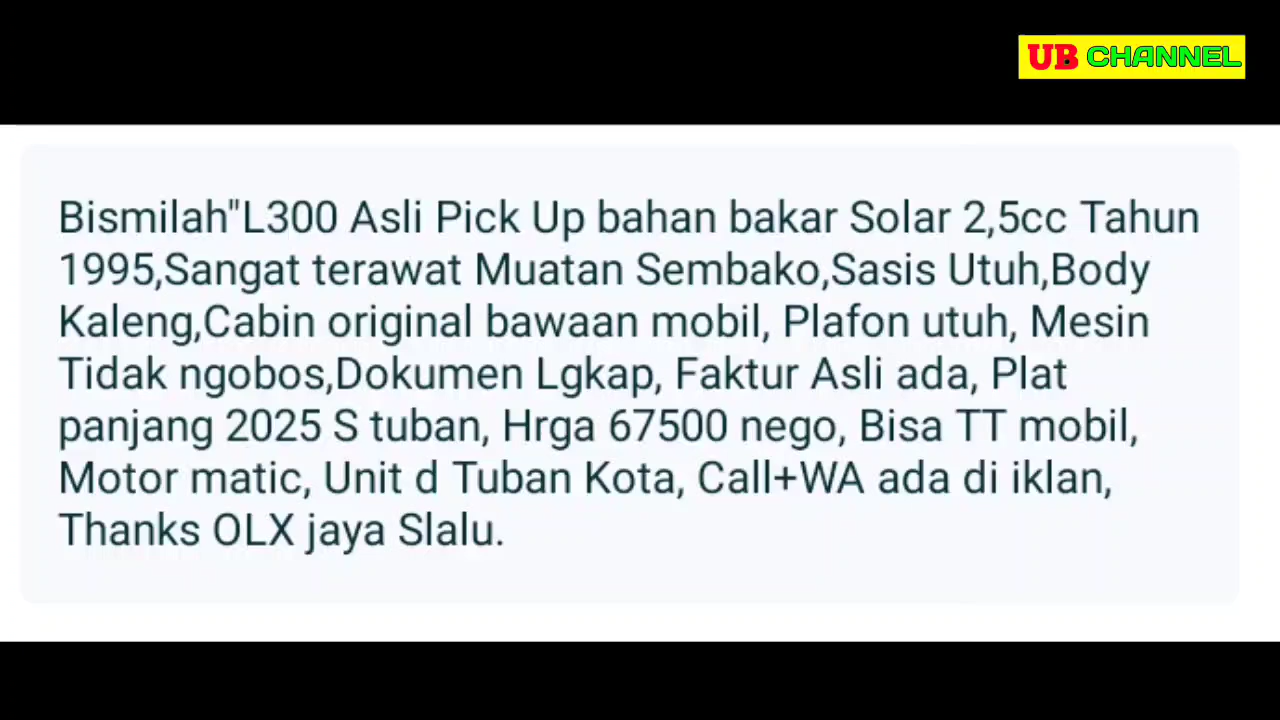 UB CHANNEL
Bismilah"L300 Asli Pick Up bahan bakar Solar 2,5cc Tahun
1995,Sangat terawat Muatan Sembako,Sasis Utuh,Body
Kaleng,Cabin original bawaan mobil, Plafon utuh, Mesin
Tidak ngobos,Dokumen Lgkap, Faktur Asli ada, Plat
panjang 2025 S tuban, Hrga 67500 nego, Bisa TT mobil,
Motor matic, Unit d Tuban Kota, Call+WA ada di iklan,
Thanks OLX jaya Slalu.